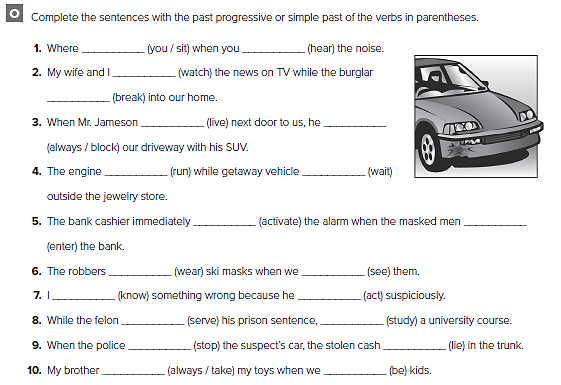 O Complete the sentences with the past progressive or simple past of the verbs in parentheses.
1. Where __________ (you / sit) when you __________ (hear) the noise.
2. My wife and I __________ (watch) the news on TV while the burglar
__________ (break) into our home.
3. When Mr. Jameson __________ (live) next door to us, he __________
(always / block) our driveway with his SUV.
4. The engine __________ (run) while getaway vehicle __________ (wait)
outside the jewelry store.
5. The bank cashier immediately __________ (activate) the alarm when the masked men __________
(enter) the bank.
6. The robbers __________ (wear) ski masks when we __________ (see) them.
7. I __________ (know) something wrong because he __________ (act) suspiciously.
8. While the felon __________ (serve) his prison sentence, __________ (study) a university course.
9. When the police __________ (stop) the suspect's car, the stolen cash __________ (lie) in the trunk.
10. My brother __________ (always / take) my toys when we __________ (be) kids.